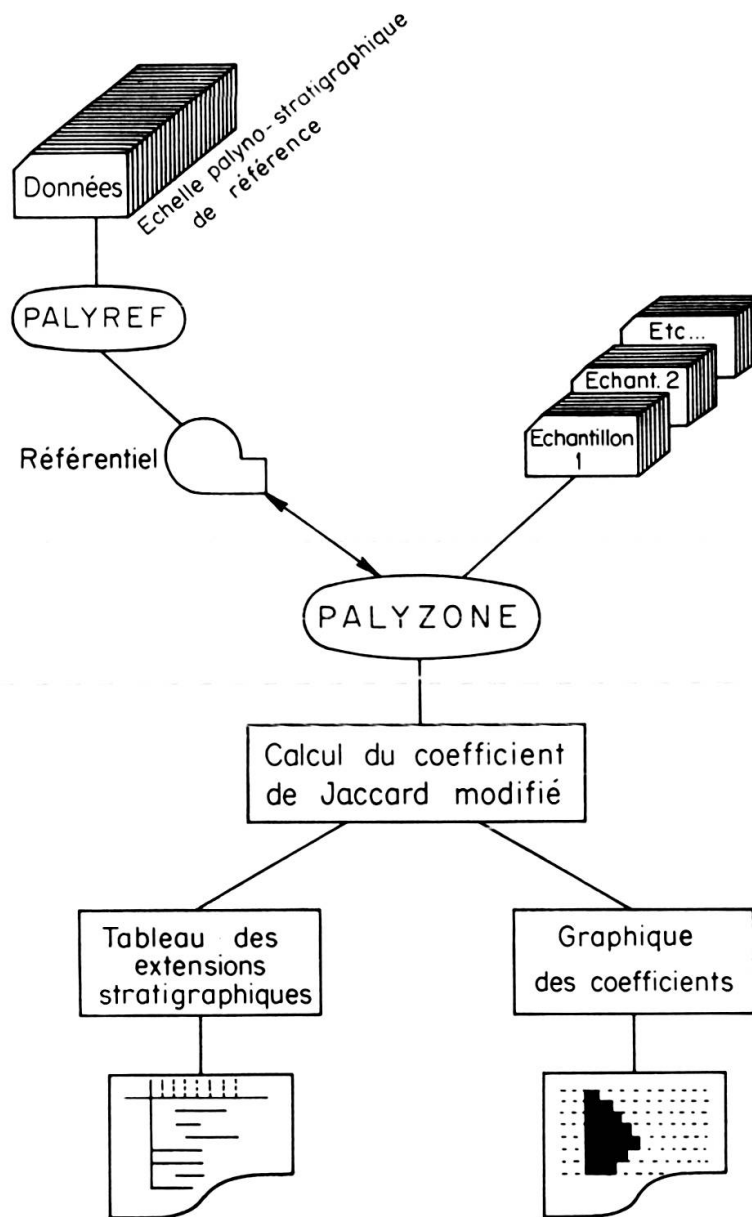 Données
Echelle palyno-stratigraphique
de référence
PALYREF
Référentiel
Etc...
Echant. 2
Echantillon
1
PALYZONE
Calcul du coefficient
de Jaccard modifié
Tableau des
extensions
stratigraphiques
Graphique
des coefficients